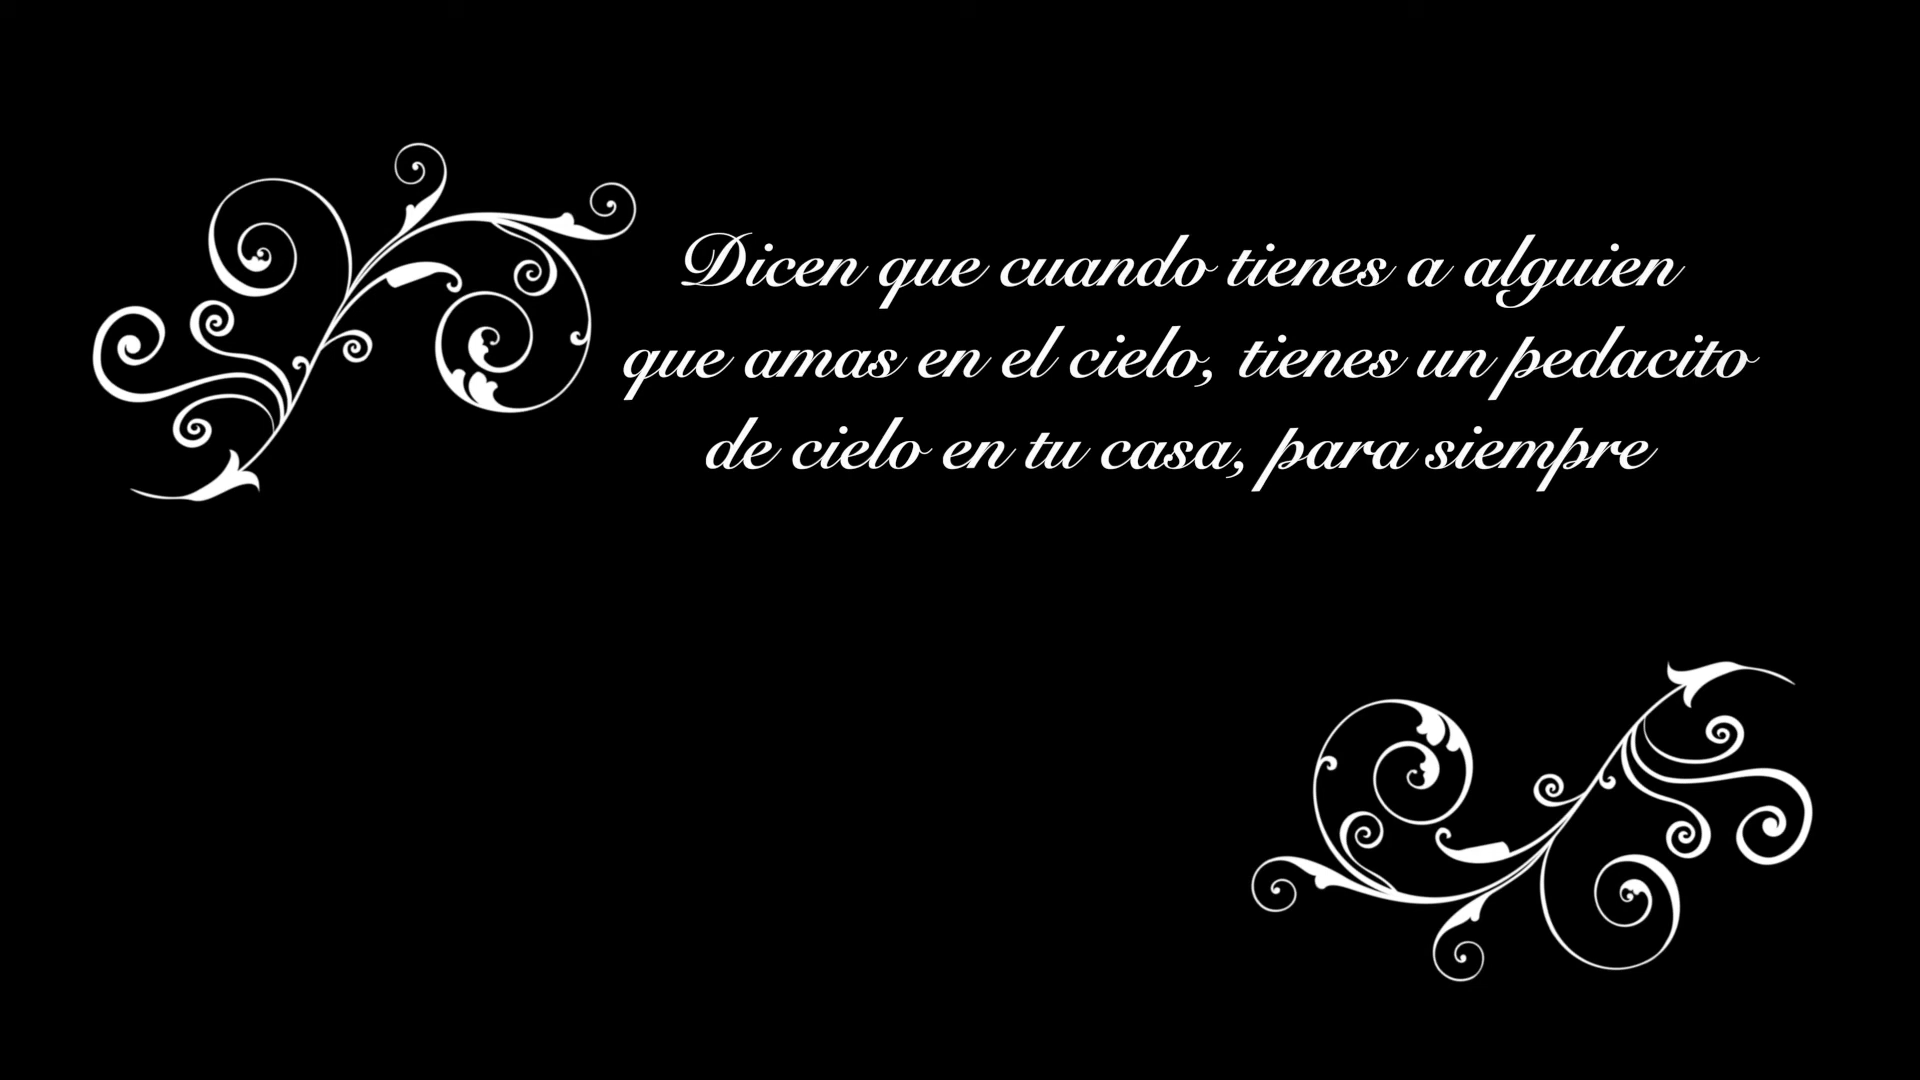 Dicen que cuando tienes a alguien
que amas en el cielo, tienes un pedacito
de cielo en tu casa, para siempre